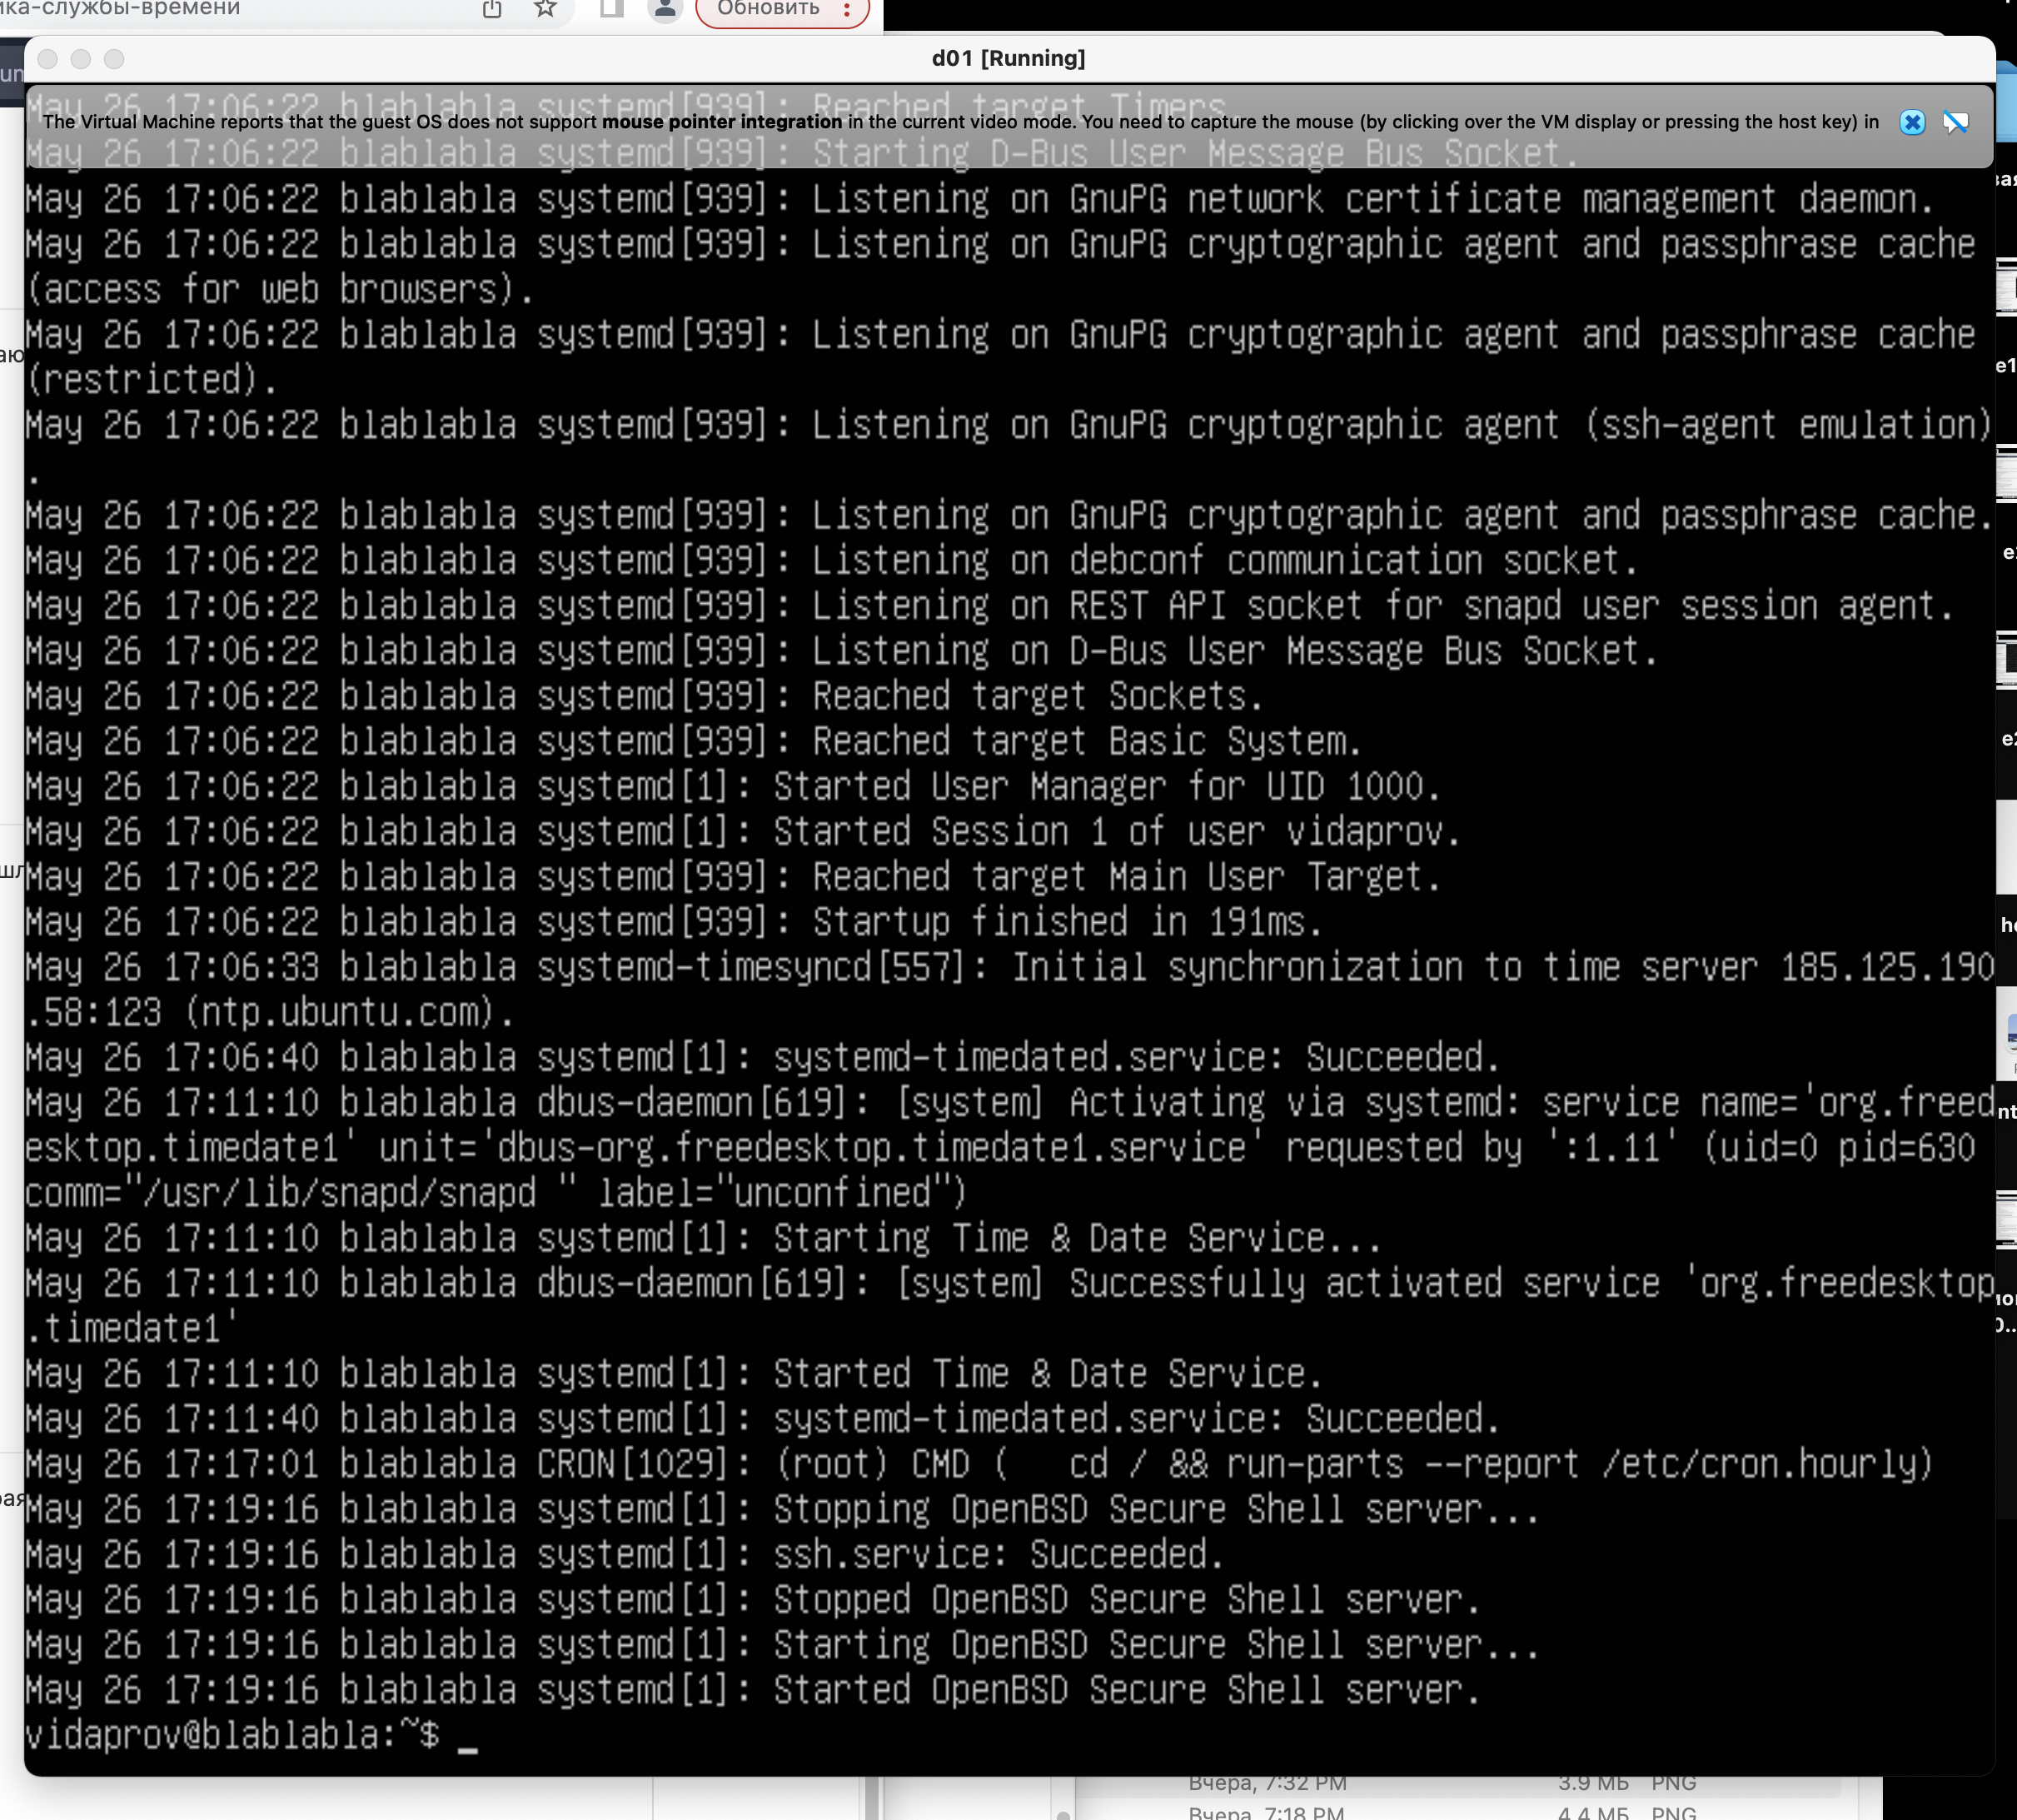 ика-службы-времени
Обновить
d01 [Running]
May 26 17:06:22 blablabla systemd[939]: Reached target Timers.
The Virtual Machine reports that the guest OS does not support mouse pointer integration in the current video mode. You need to capture the mouse (by clicking over the VM display or pressing the host key) in
May 26 17:06:22 blablabla systemd[939]: Starting D-Bus User Message Bus Socket.
May 26 17:06:22 blablabla systemd[939]: Listening on GnuPG network certificate management daemon.
May 26 17:06:22 blablabla systemd[939]: Listening on GnuPG cryptographic agent and passphrase cache
(access for web browsers).
May 26 17:06:22 blablabla systemd[939]: Listening on GnuPG cryptographic agent and passphrase cache
(restricted).
May 26 17:06:22 blablabla systemd[939]: Listening on GnuPG cryptographic agent (ssh-agent emulation)
.
May 26 17:06:22 blablabla systemd[939]: Listening on GnuPG cryptographic agent and passphrase cache.
May 26 17:06:22 blablabla systemd[939]: Listening on debconf communication socket.
May 26 17:06:22 blablabla systemd[939]: Listening on REST API socket for snapd user session agent.
May 26 17:06:22 blablabla systemd[939]: Listening on D-Bus User Message Bus Socket.
May 26 17:06:22 blablabla systemd[939]: Reached target Sockets.
May 26 17:06:22 blablabla systemd[939]: Reached target Basic System.
May 26 17:06:22 blablabla systemd[1]: Started User Manager for UID 1000.
May 26 17:06:22 blablabla systemd[1]: Started Session 1 of user vidaprov.
May 26 17:06:22 blablabla systemd[939]: Reached target Main User Target.
May 26 17:06:22 blablabla systemd[939]: Startup finished in 191ms.
May 26 17:06:33 blablabla systemd-timesyncd[557]: Initial synchronization to time server 185.125.190
.58:123 (ntp.ubuntu.com).
May 26 17:06:40 blablabla systemd[1]: systemd-timedated.service: Succeeded.
May 26 17:11:10 blablabla dbus-daemon[619]: [system] Activating via systemd: service name='org.freed
esktop.timedate1' unit='dbus-org.freedesktop.timedate1.service' requested by ':1.11' (uid=0 pid=630
comm="/usr/lib/snapd/snapd " label="unconfined")
May 26 17:11:10 blablabla systemd[1]: Starting Time & Date Service...
May 26 17:11:10 blablabla dbus-daemon[619]: [system] Successfully activated service 'org.freedesktop
.timedate1'
May 26 17:11:10 blablabla systemd[1]: Started Time & Date Service.
May 26 17:11:40 blablabla systemd[1]: systemd-timedated.service: Succeeded.
May 26 17:17:01 blablabla CRON[1029]: (root) CMD (   cd / && run-parts --report /etc/cron.hourly)
May 26 17:19:16 blablabla systemd[1]: Stopping OpenBSD Secure Shell server...
May 26 17:19:16 blablabla systemd[1]: ssh.service: Succeeded.
May 26 17:19:16 blablabla systemd[1]: Stopped OpenBSD Secure Shell server.
May 26 17:19:16 blablabla systemd[1]: Starting OpenBSD Secure Shell server...
May 26 17:19:16 blablabla systemd[1]: Started OpenBSD Secure Shell server.
vidaprov@blablabla:~$ _
Вчера, 7:32 PM 3.9 МБ PNG
Вчера, 7:18 PM 4.4 МБ PNG